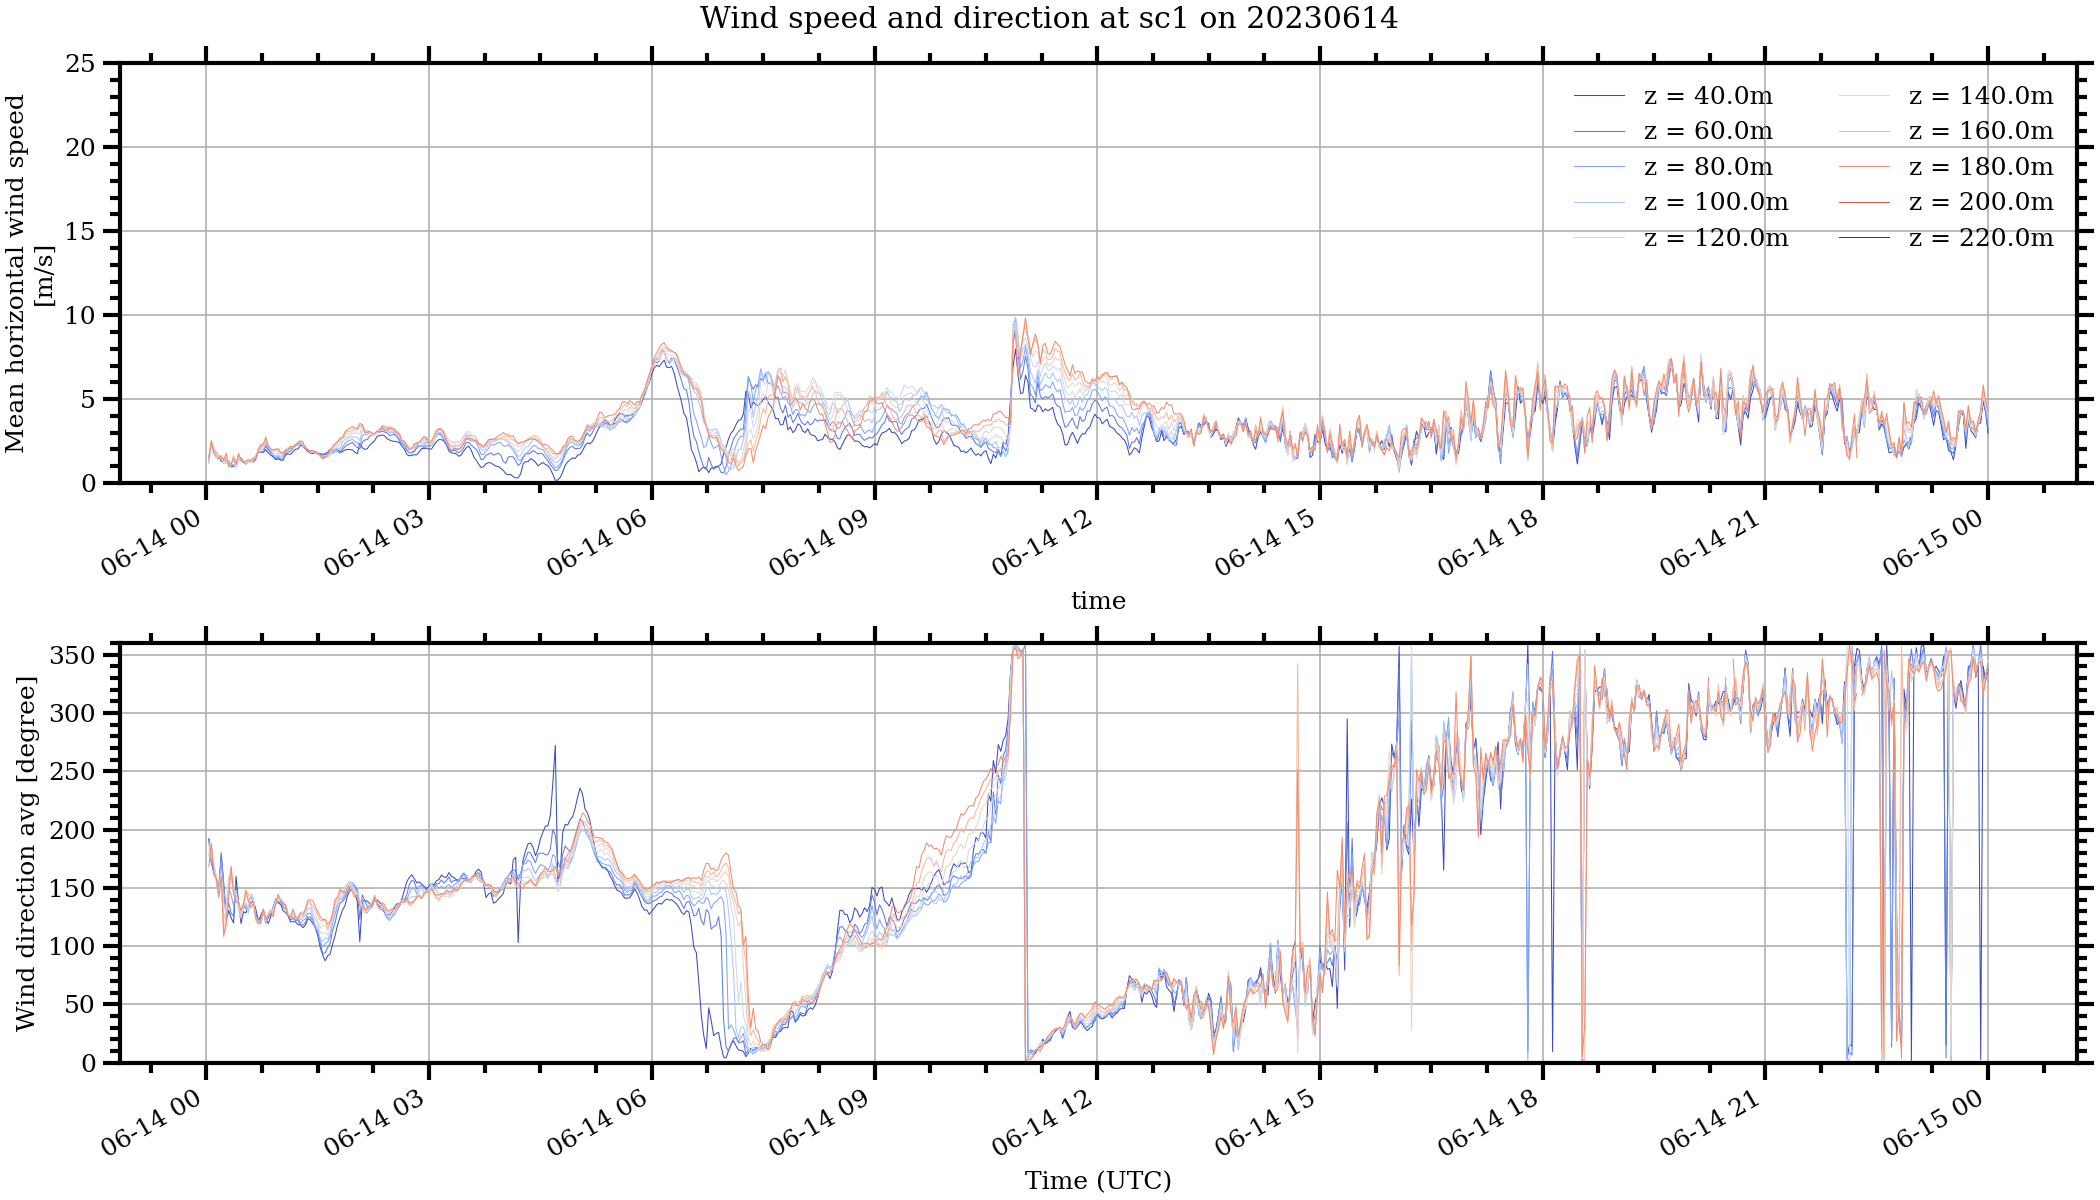 Wind speed and direction at sc1 on 20230614
Mean horizontal wind speed
[m/s]
25
20
15
10
5
0
z = 40.0m
z = 60.0m
z = 80.0m
z = 100.0m
z = 120.0m
z = 140.0m
z = 160.0m
z = 180.0m
z = 200.0m
z = 220.0m
06-14 00
06-14 03
06-14 06
06-14 09
06-14 12
06-14 15
06-14 18
06-14 21
06-15 00
time
Wind direction avg [degree]
350
300
250
200
150
100
50
0
06-14 00
06-14 03
06-14 06
06-14 09
06-14 12
06-14 15
06-14 18
06-14 21
06-15 00
Time (UTC)